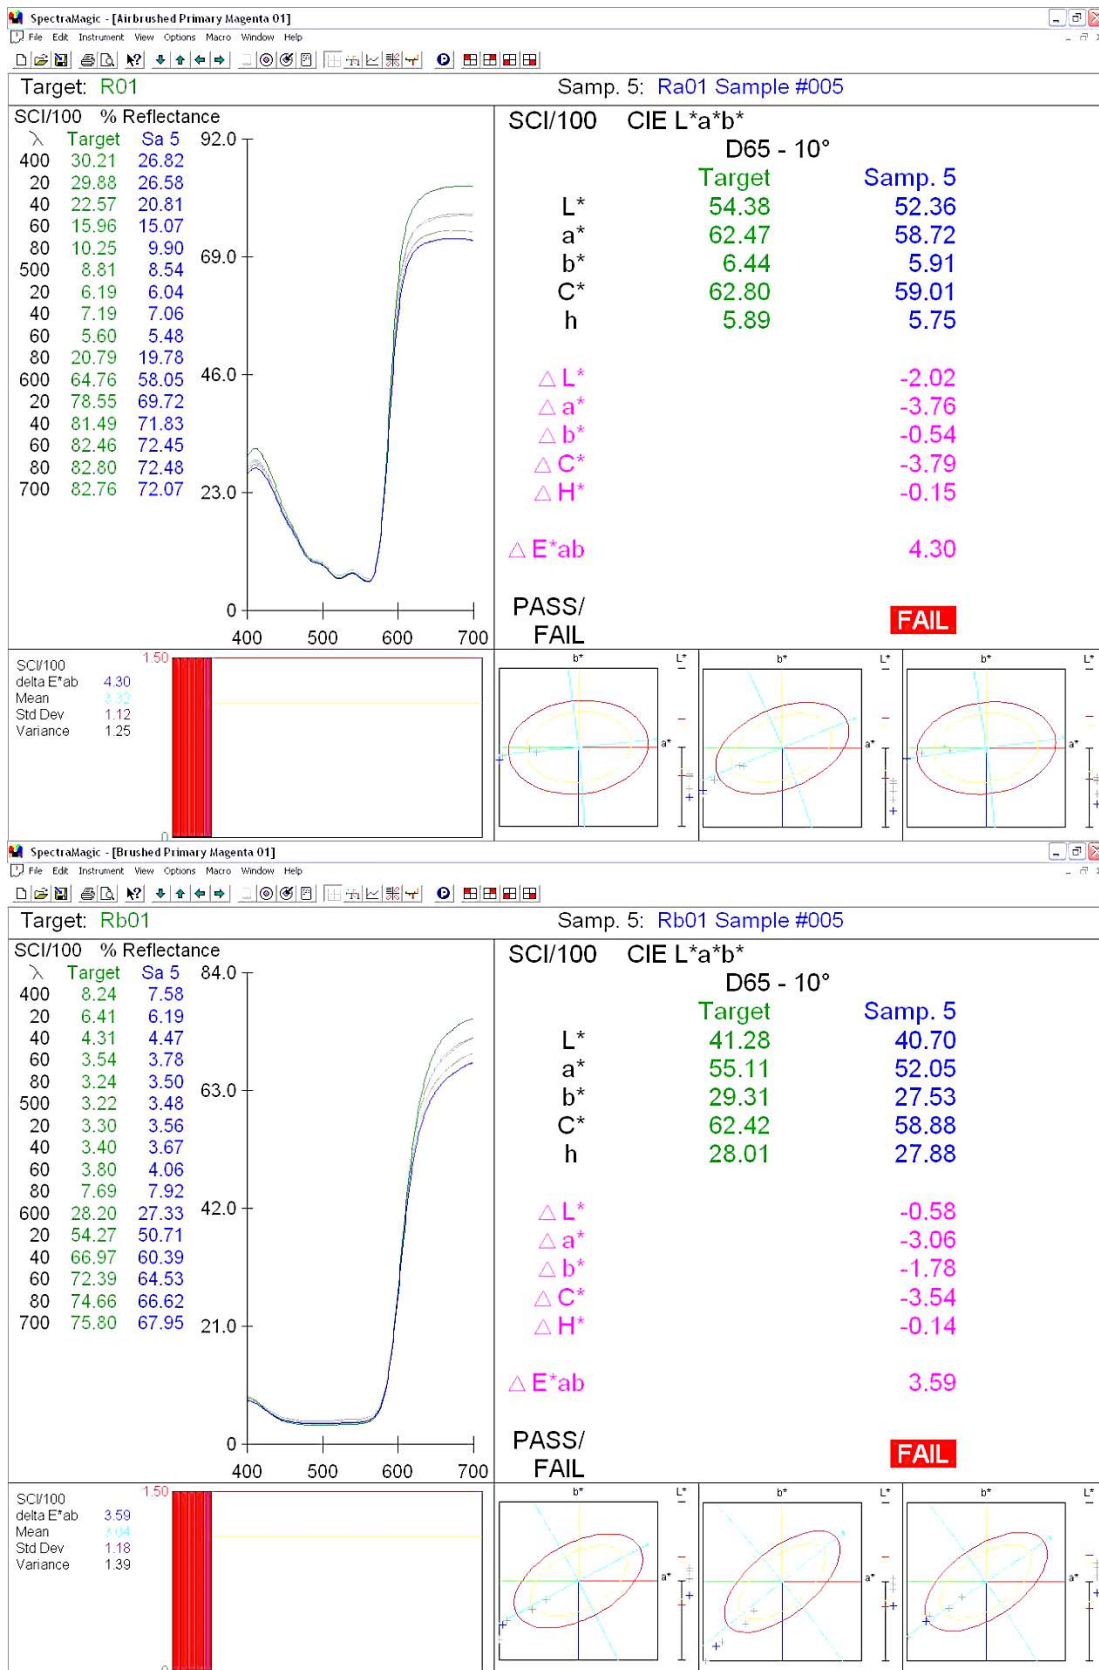 SpectraMagic - [Airbrushed Primary Magenta 01]
File Edit Instrument View Options Macro Window Help
Target: R01 Samp. 5: Ra01 Sample #005
SCI/100 % Reflectance
λ Target Sa 5
400 30.21 26.82
20 29.88 26.58
40 22.57 20.81
60 15.96 15.07
80 10.25 9.90
500 8.81 8.54
20 6.19 6.04
40 7.19 7.06
60 5.60 5.48
80 20.79 19.78
600 64.76 58.05
20 78.55 69.72
40 81.49 71.83
60 82.46 72.45
80 82.80 72.48
700 82.76 72.07
92.0
69.0
46.0
23.0
0
400 500 600 700
SCI/100 CIE L*a*b*
D65 - 10°
Target Samp. 5
L* 54.38 52.36
a* 62.47 58.72
b* 6.44 5.91
C* 62.80 59.01
h 5.89 5.75
△ L* -2.02
△ a* -3.76
△ b* -0.54
△ C* -3.79
△ H* -0.15
△ E*ab 4.30
PASS/
FAIL FAIL
SCI/100
delta E*ab 4.30
Mean
Std Dev 1.12
Variance 1.25
1.50
0
b* L* b* L* b* L*
a* a* a*
SpectraMagic - [Brushed Primary Magenta 01]
File Edit Instrument View Options Macro Window Help
Target: Rb01 Samp. 5: Rb01 Sample #005
SCI/100 % Reflectance
λ Target Sa 5
400 8.24 7.58
20 6.41 6.19
40 4.31 4.47
60 3.54 3.78
80 3.24 3.50
500 3.22 3.48
20 3.30 3.56
40 3.40 3.67
60 3.80 4.06
80 7.69 7.92
600 28.20 27.33
20 54.27 50.71
40 66.97 60.39
60 72.39 64.53
80 74.66 66.62
700 75.80 67.95
84.0
63.0
42.0
21.0
0
400 500 600 700
SCI/100 CIE L*a*b*
D65 - 10°
Target Samp. 5
L* 41.28 40.70
a* 55.11 52.05
b* 29.31 27.53
C* 62.42 58.88
h 28.01 27.88
△ L* -0.58
△ a* -3.06
△ b* -1.78
△ C* -3.54
△ H* -0.14
△ E*ab 3.59
PASS/
FAIL FAIL
SCI/100
delta E*ab 3.59
Mean
Std Dev 1.18
Variance 1.39
1.50
b* L* b* L* b* L*
a* a* a*